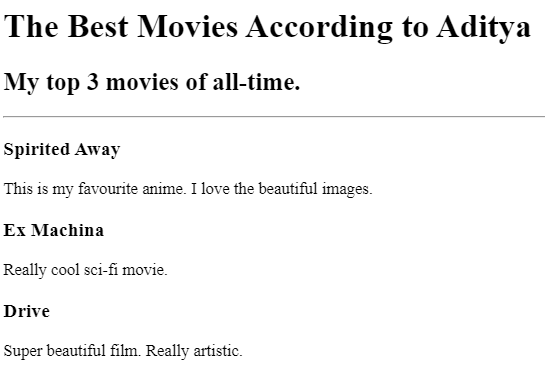 The Best Movies According to Aditya
My top 3 movies of all-time.
Spirited Away
This is my favourite anime. I love the beautiful images.
Ex Machina
Really cool sci-fi movie.
Drive
Super beautiful film. Really artistic.